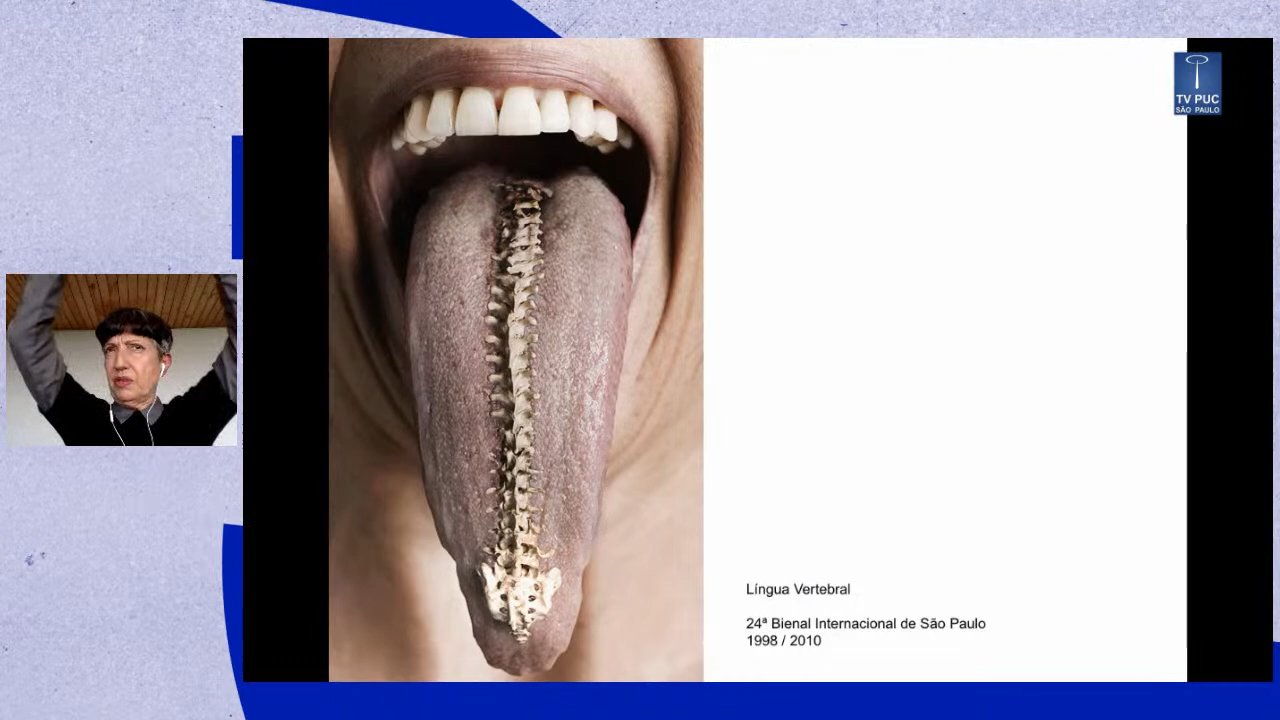 TV PUC
SÃO PAULO
Língua Vertebral
24ª Bienal Internacional de São Paulo
1998 / 2010